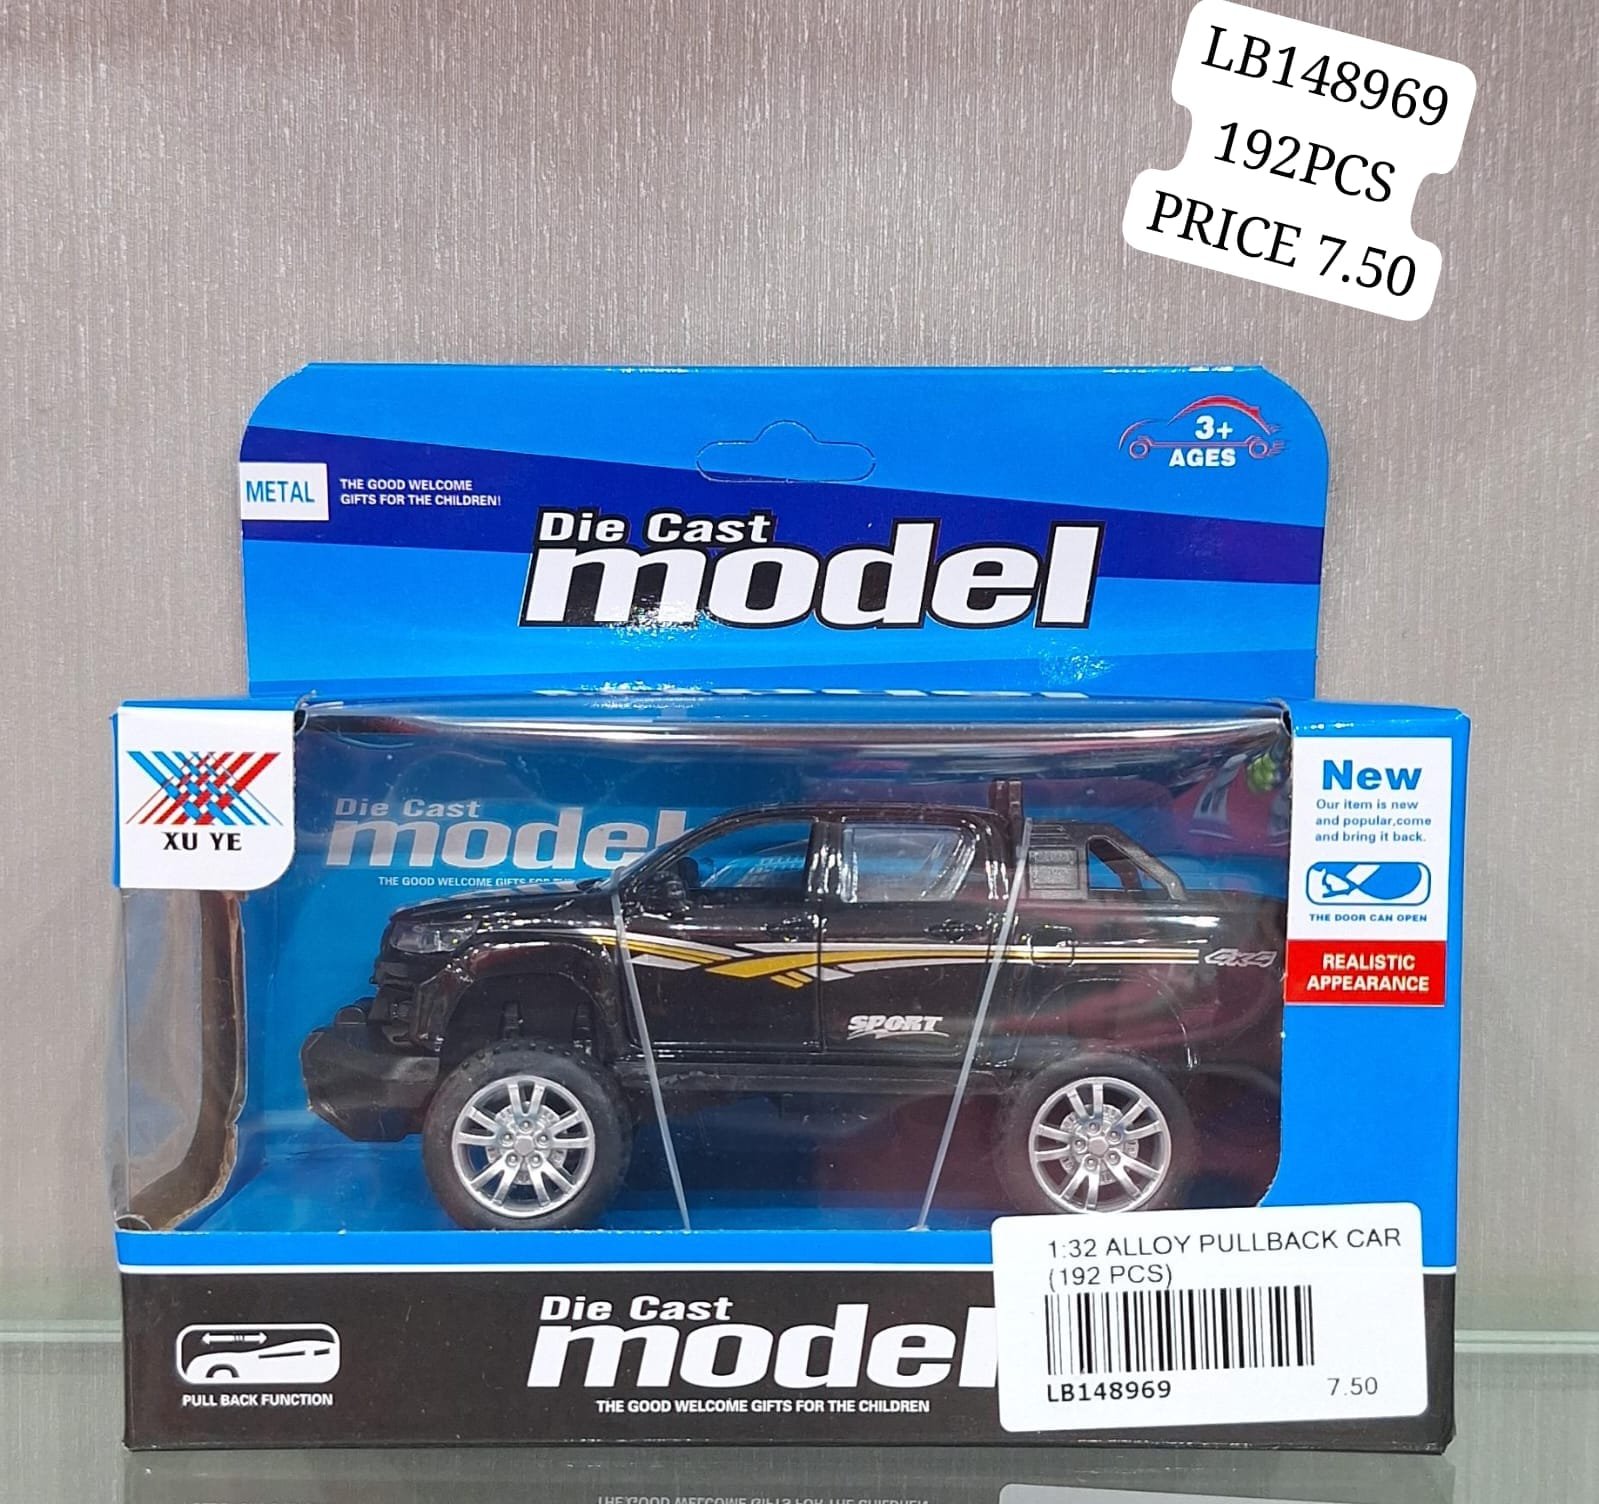 LB148969
192PCS
PRICE 7.50
3+
AGES
METAL
THE GOOD WELCOME
GIFTS FOR THE CHILDREN!
Die Cast
model
XU YE
New
Our item is new
and popular,come
and bring it back.
THE DOOR CAN OPEN
REALISTIC
APPEARANCE
Die Cast
model
THE GOOD WELCOME GIFTS FOR
4x4
SPORT
1:32 ALLOY PULLBACK CAR
(192 PCS)
LB148969
7.50
Die Cast
model
THE GOOD WELCOME GIFTS FOR THE CHILDREN
PULL BACK FUNCTION